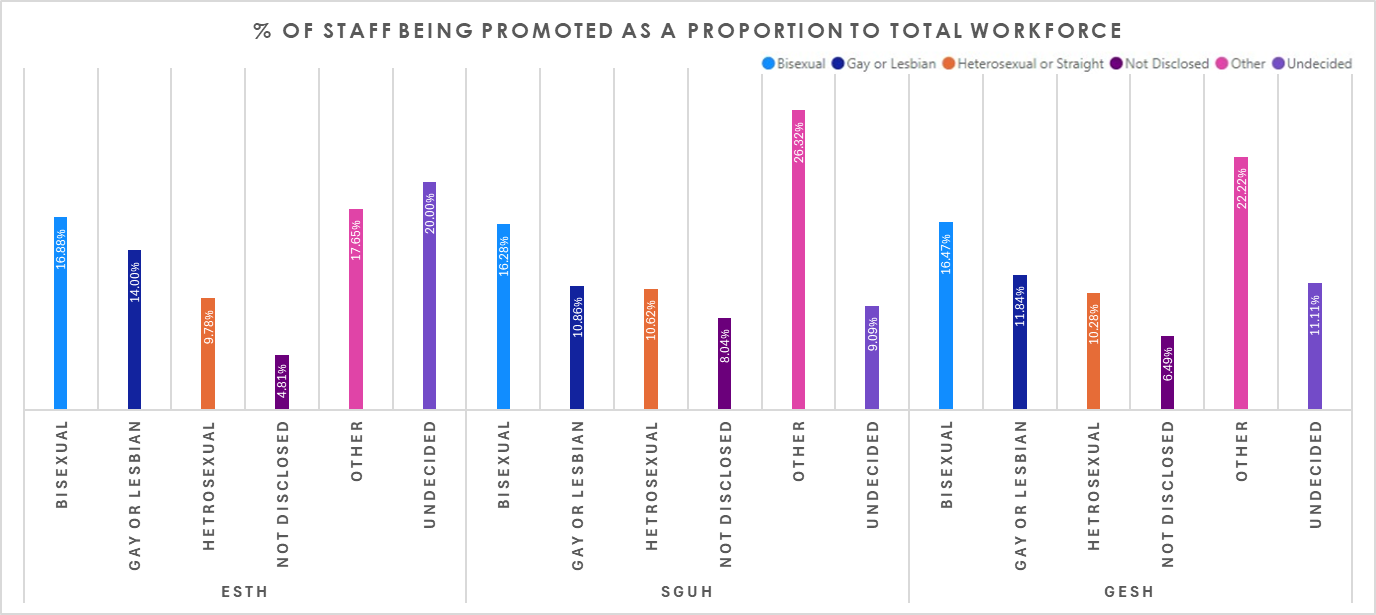 % OF STAFF BEING PROMOTED AS A PROPORTION TO TOTAL WORKFORCE
Bisexual Gay or Lesbian Heterosexual or Straight Not Disclosed Other Undecided
16.88%
14.00%
9.78%
4.81%
17.65%
20.00%
16.28%
10.86%
10.62%
8.04%
26.32%
9.09%
16.47%
11.84%
10.28%
6.49%
22.22%
11.11%
BISEXUAL
GAY OR LESBIAN
HETROSEXUAL
NOT DISCLOSED
OTHER
UNDECIDED
BISEXUAL
GAY OR LESBIAN
HETROSEXUAL
NOT DISCLOSED
OTHER
UNDECIDED
BISEXUAL
GAY OR LESBIAN
HETROSEXUAL
NOT DISCLOSED
OTHER
UNDECIDED
ESTH
SGUH
GESH